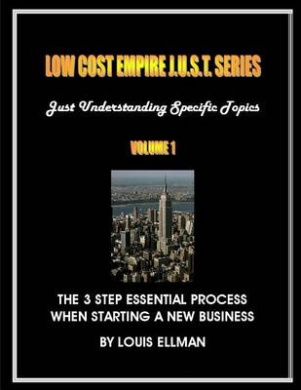 LOW COST EMPIRE J.U.S.T. SERIES
Just Understanding Specific Topics
VOLUME 1
THE 3 STEP ESSENTIAL PROCESS
WHEN STARTING A NEW BUSINESS
BY LOUIS ELLMAN